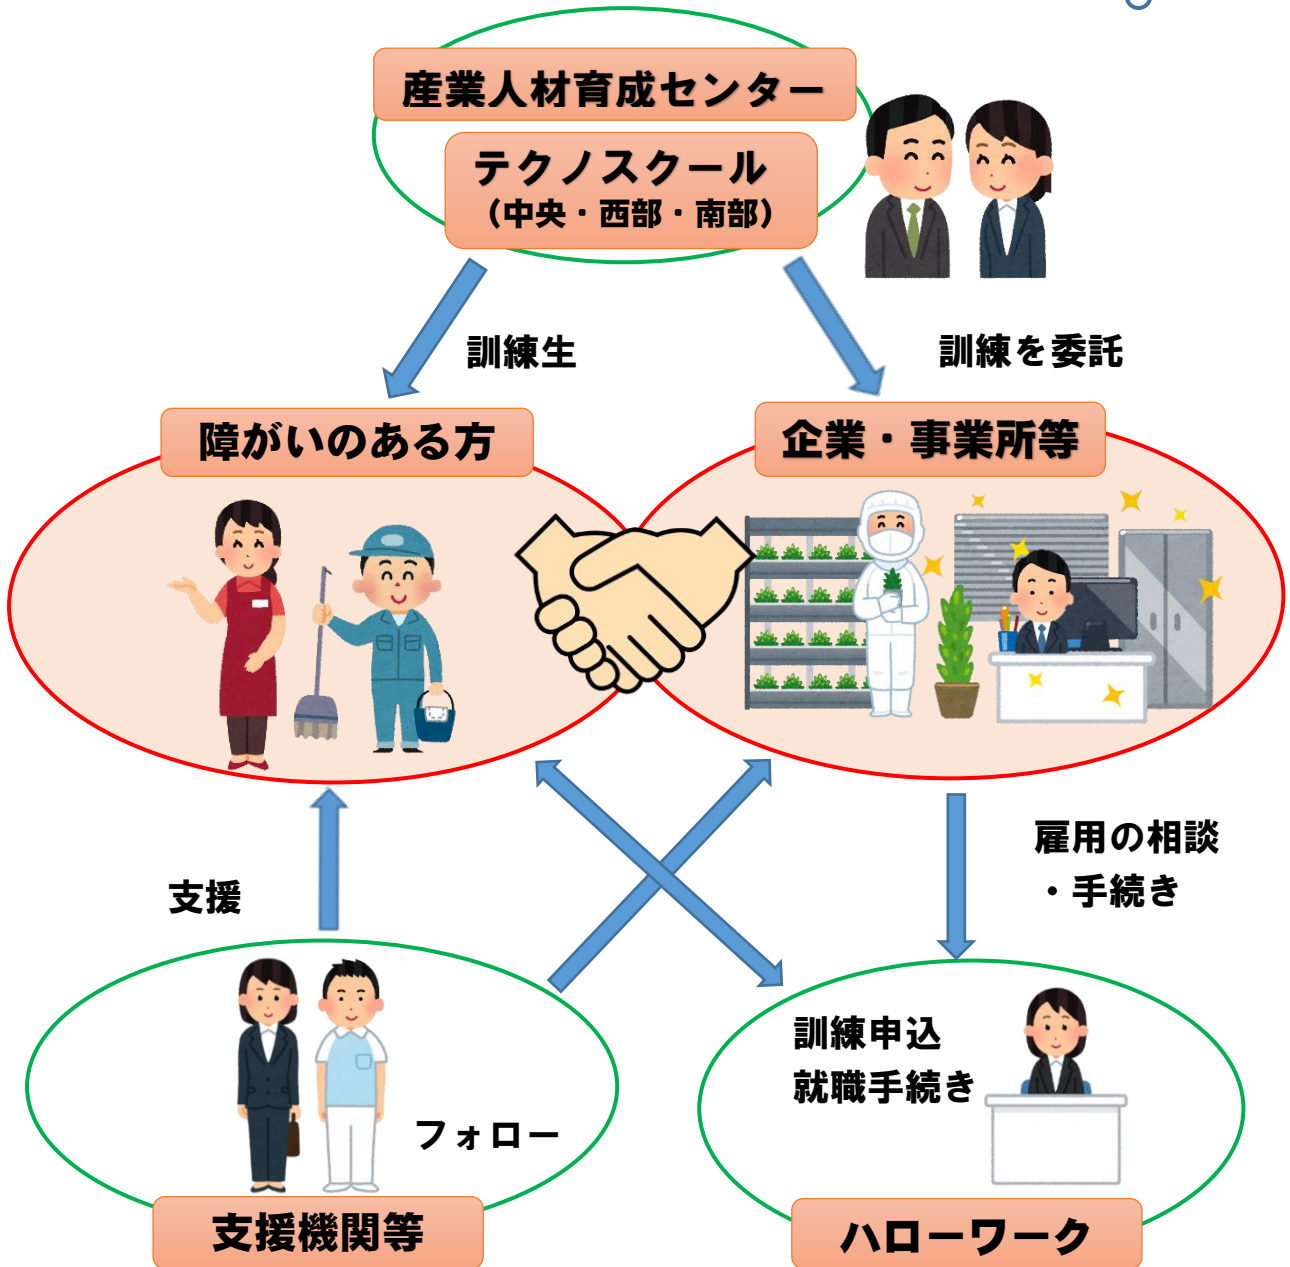 産業人材育成センター
テクノスクール
（中央・西部・南部）
訓練生
訓練を委託
障がいのある方
企業・事業所等
雇用の相談
・手続き
支援
訓練申込
就職手続き
フォロー
支援機関等
ハローワーク